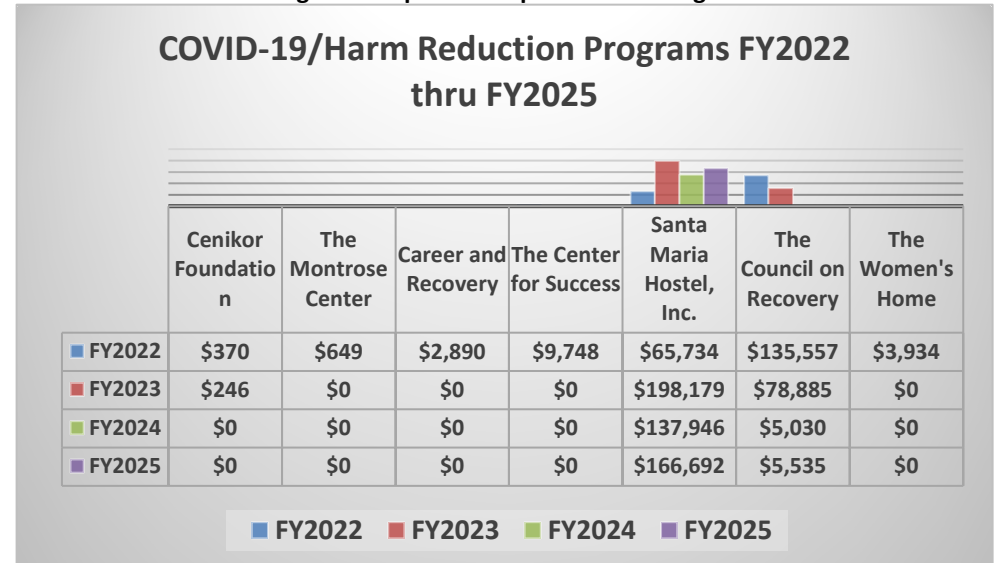 COVID-19/Harm Reduction Programs FY2022
thru FY2025
Cenikor
Foundatio
n
The
Montrose
Center
Career and
Recovery
The Center
for Success
Santa
Maria
Hostel,
Inc.
The
Council on
Recovery
The
Women's
Home
FY2022 $370 $649 $2,890 $9,748 $65,734 $135,557 $3,934
FY2023 $246 $0 $0 $0 $198,179 $78,885 $0
FY2024 $0 $0 $0 $0 $137,946 $5,030 $0
FY2025 $0 $0 $0 $0 $166,692 $5,535 $0
FY2022 FY2023 FY2024 FY2025